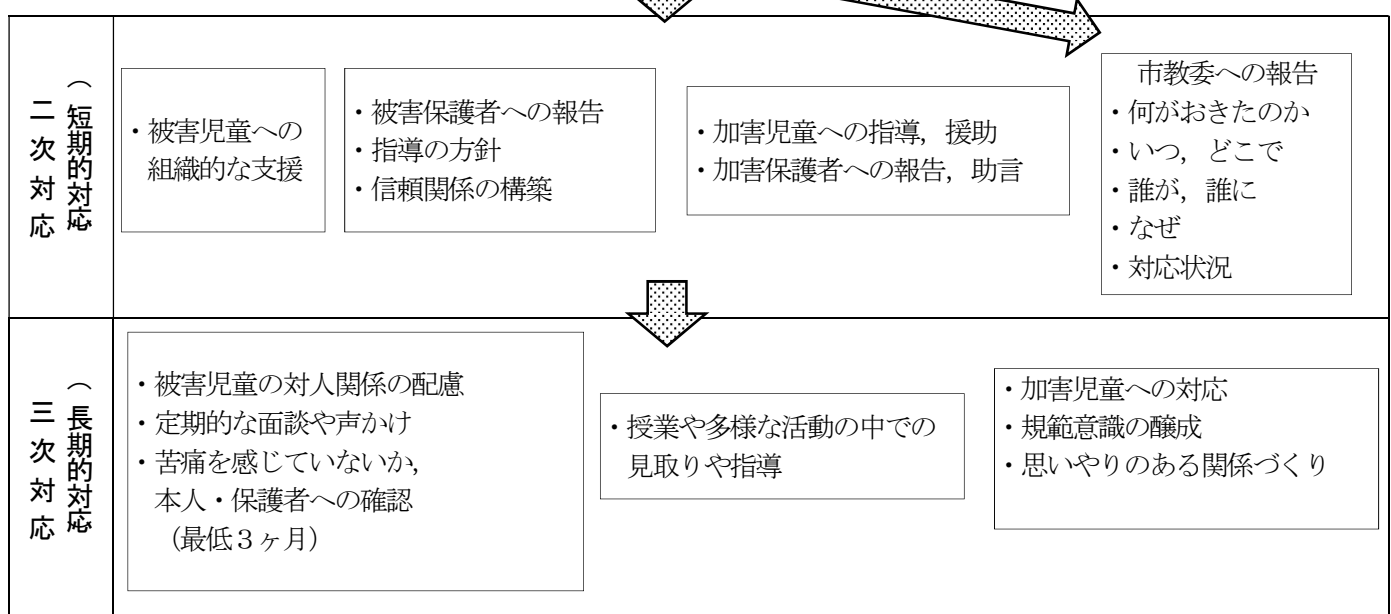 二次対応
（短期的対応
・被害児童への
組織的な支援
・被害保護者への報告
・指導の方針
・信頼関係の構築
・加害児童への指導，援助
・加害保護者への報告，助言
市教委への報告
・何がおきたのか
・いつ，どこで
・誰が，誰に
・なぜ
・対応状況
三次対応
（長期的対応
・被害児童の対人関係の配慮
・定期的な面談や声かけ
・苦痛を感じていないか，
本人・保護者への確認
（最低３ヶ月）
・授業や多様な活動の中での
見取りや指導
・加害児童への対応
・規範意識の醸成
・思いやりのある関係づくり